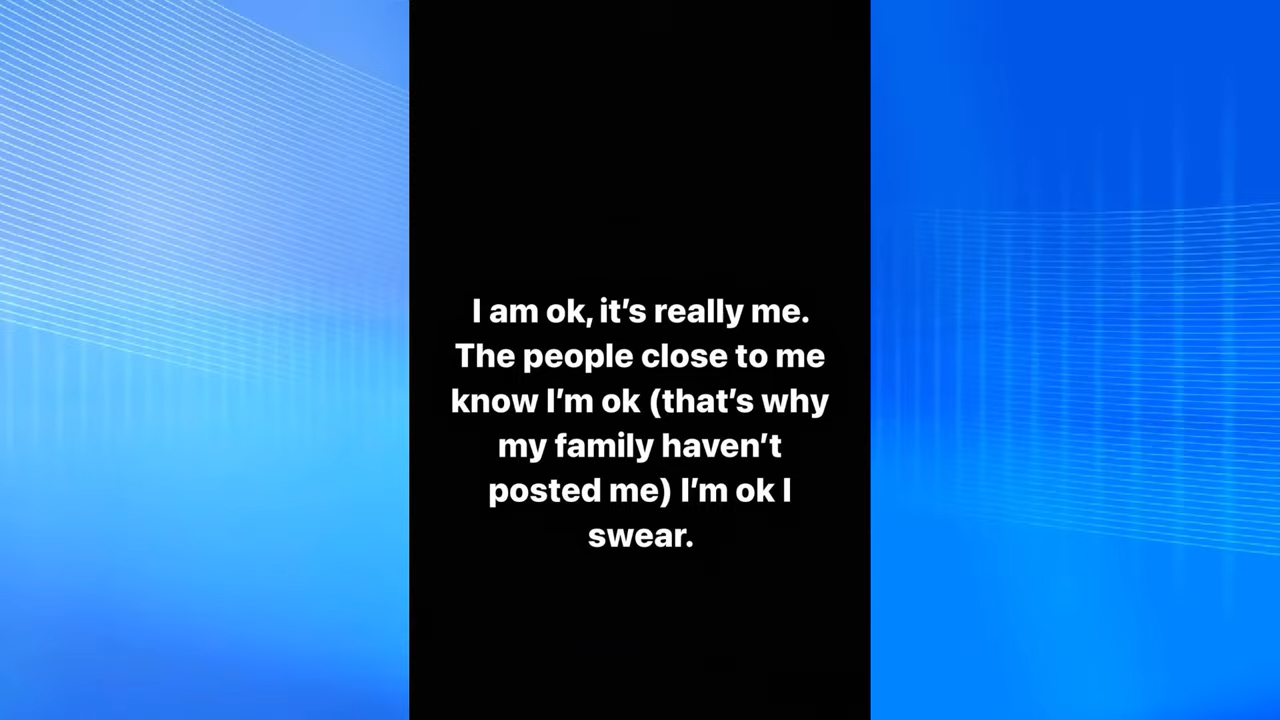 I am ok, it’s really me.
The people close to me
know I’m ok (that’s why
my family haven’t
posted me) I’m ok I
swear.